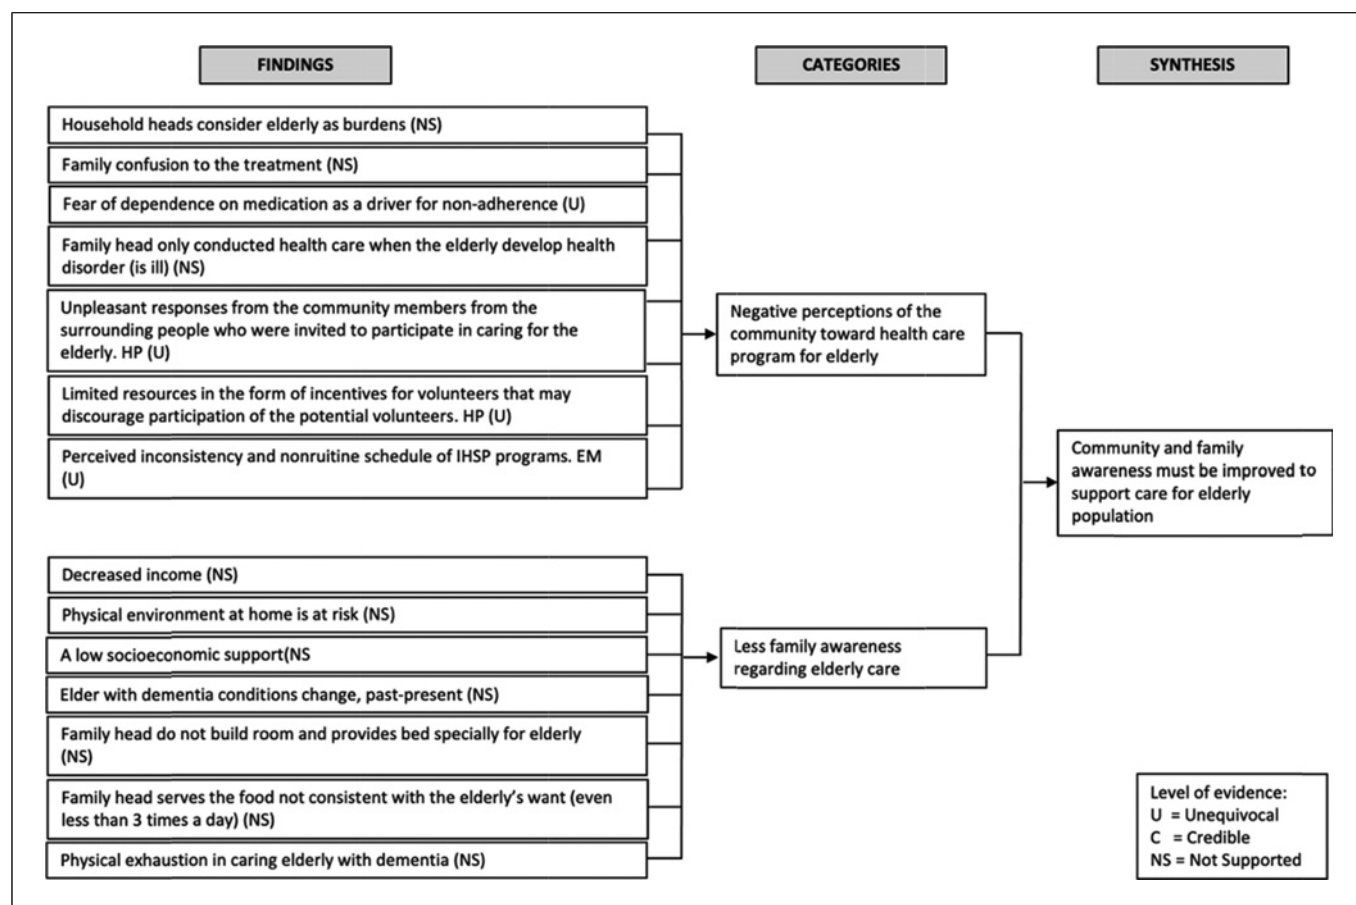 FINDINGS
CATEGORIES
SYNTHESIS
Household heads consider elderly as burdens (NS)
Family confusion to the treatment (NS)
Fear of dependence on medication as a driver for non-adherence (U)
Family head only conducted health care when the elderly develop health
disorder (is ill) (NS)
Unpleasant responses from the community members from the
surrounding people who were invited to participate in caring for the
elderly. HP (U)
Limited resources in the form of incentives for volunteers that may
discourage participation of the potential volunteers. HP (U)
Perceived inconsistency and nonruitine schedule of IHSP programs. EM
(U)
Negative perceptions of the
community toward health care
program for elderly
Decreased income (NS)
Physical environment at home is at risk (NS)
A low socioeconomic support(NS
Elder with dementia conditions change, past-present (NS)
Family head do not build room and provides bed specially for elderly
(NS)
Family head serves the food not consistent with the elderly's want (even
less than 3 times a day) (NS)
Physical exhaustion in caring elderly with dementia (NS)
Less family awareness
regarding elderly care
Community and family
awareness must be improved to
support care for elderly
population
Level of evidence:
U = Unequivocal
C = Credible
NS = Not Supported